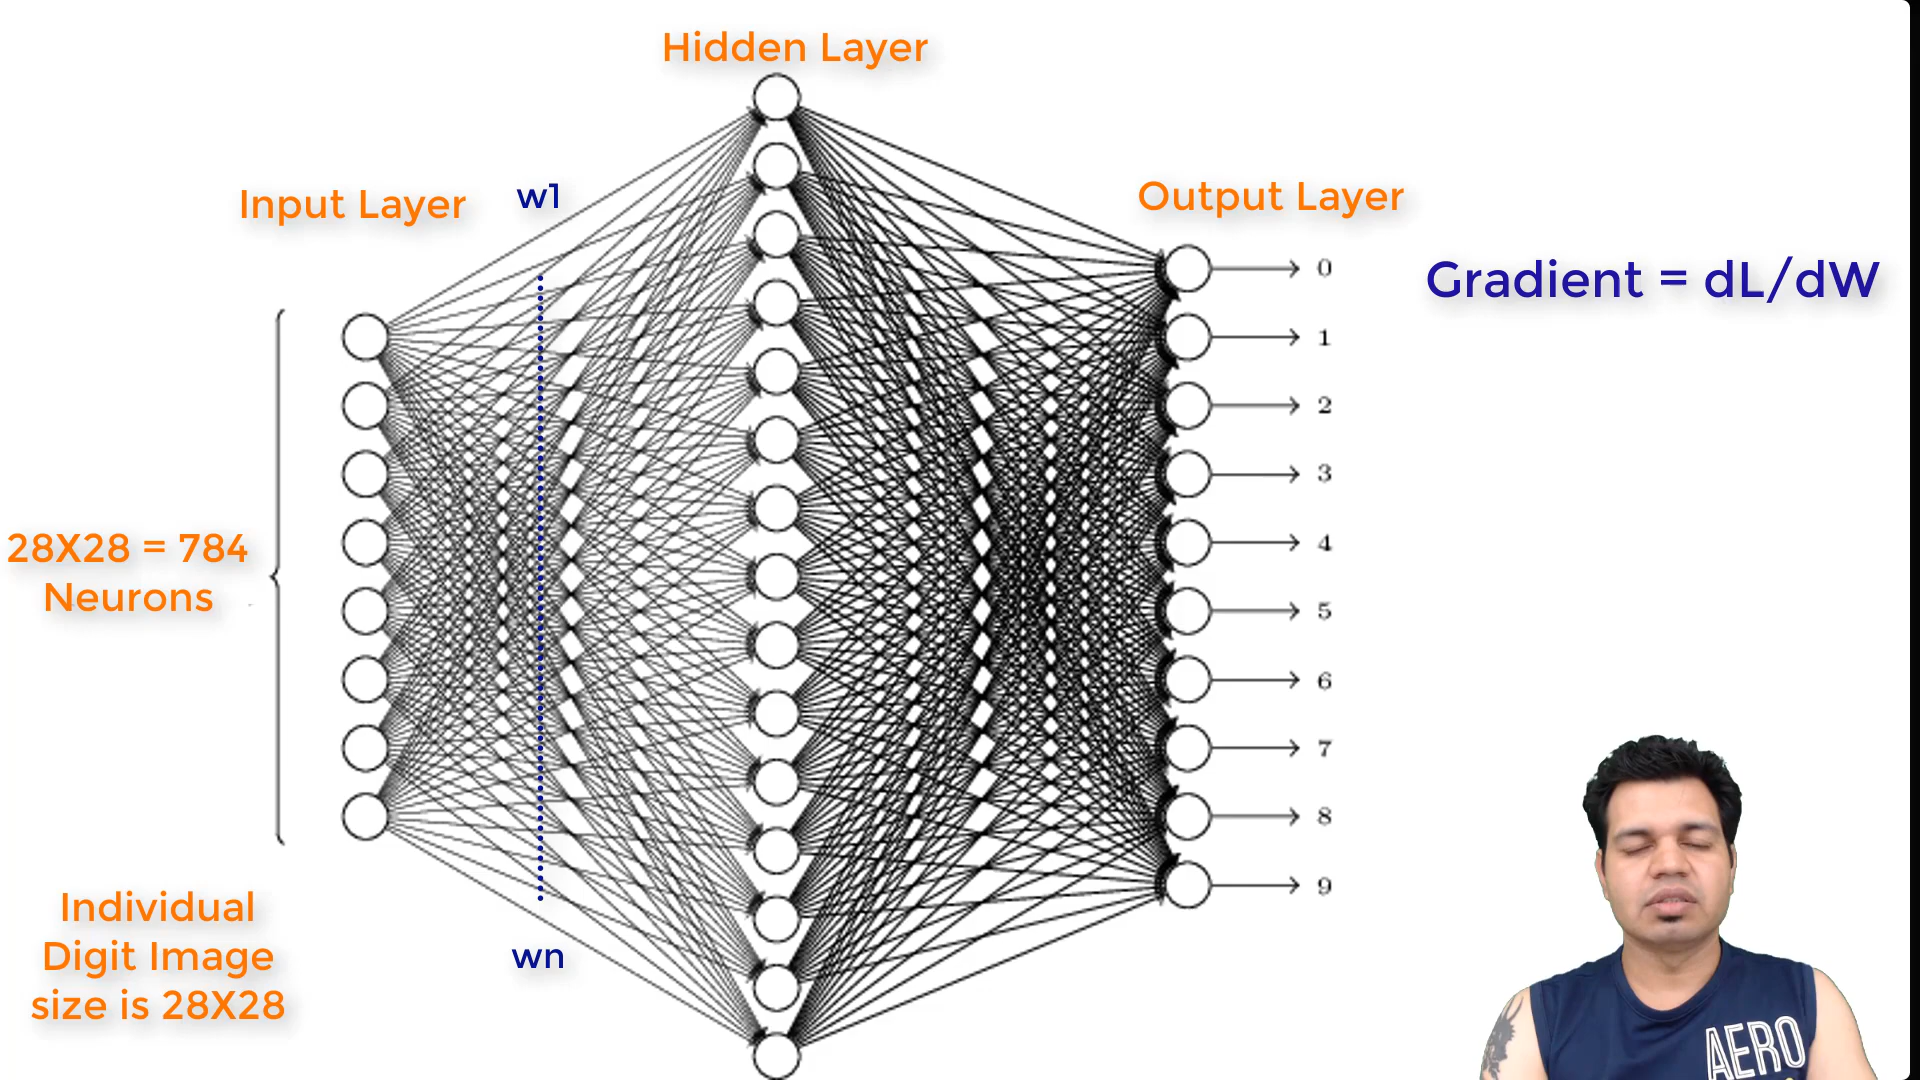 Hidden Layer
Input Layer
w1
Output Layer
Gradient = dL/dW
0
1
2
3
4
5
6
7
8
9
28X28 = 784
Neurons
Individual
Digit Image
size is 28X28
wn
AERO